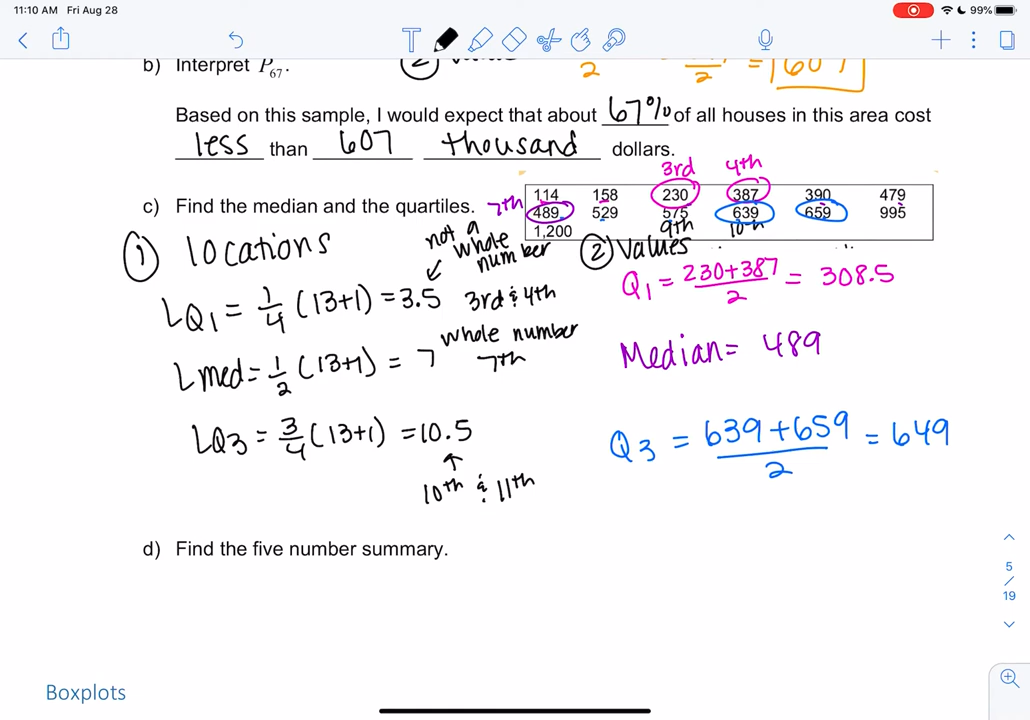 11:10 AM Fri Aug 28
99%
b) Interpret P67.
2
2
Based on this sample, I would expect that about 67% of all houses in this area cost
less than 607 thousand dollars.
3rd 4th
114 158 230 387 390 479
c) Find the median and the quartiles. 7th 489 529 575 639 659 995
1,200 9th 10th
① locations
not a whole number
② Values
LQ1 = 1/4 (13+1) = 3.5 3rd & 4th
Q1 = 230+387/2 = 308.5
Lmed = 1/2 (13+1) = 7 whole number 7th
Median = 489
LQ3 = 3/4 (13+1) = 10.5
Q3 = 639+659/2 = 649
10th & 11th
d) Find the five number summary.
5
/
19
Boxplots